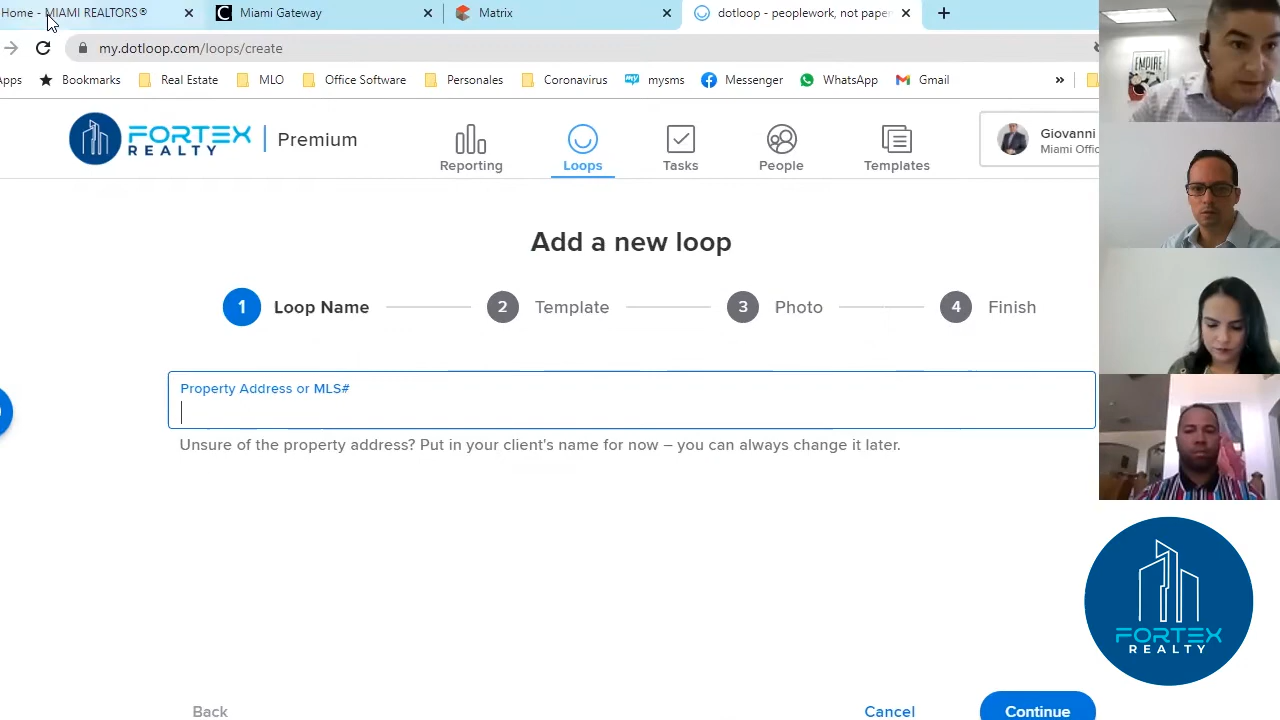 Home - MIAMI REALTORS®
Miami Gateway
Matrix
dotloop - peoplework, not paper
my.dotloop.com/loops/create
Apps
Bookmarks
Real Estate
MLO
Office Software
Personales
Coronavirus
my
mysms
Messenger
WhatsApp
Gmail
»
FORTEX
REALTY
Premium
Reporting
Loops
Tasks
People
Templates
Giovanni
Miami Offic
Add a new loop
1 Loop Name
2 Template
3 Photo
4 Finish
Property Address or MLS#
Unsure of the property address? Put in your client's name for now – you can always change it later.
Back
Cancel
Continue
EMPIRE
FORTEX
REALTY